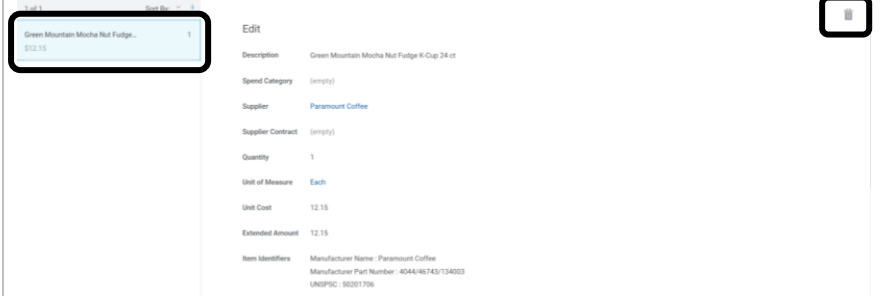 1 of 1 Sort By:
Green Mountain Mocha Nut Fudge... 1
$12.15
Edit
Description Green Mountain Mocha Nut Fudge K-Cup 24 ct
Spend Category (empty)
Supplier Paramount Coffee
Supplier Contract (empty)
Quantity 1
Unit of Measure Each
Unit Cost 12.15
Extended Amount 12.15
Item Identifiers Manufacturer Name : Paramount Coffee
Manufacturer Part Number : 4044/46743/134003
UNSPSC : 50201706